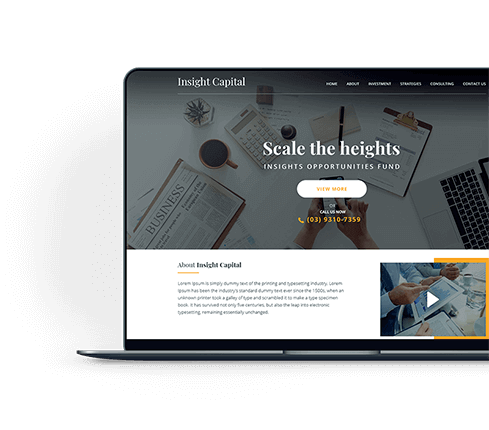 Insight Capital
HOME ABOUT INVESTMENT STRATEGIES CONSULTING CONTACT US
Scale the heights
INSIGHTS OPPORTUNITIES FUND
VIEW MORE
OR
CALL US NOW
(03) 9310-7359
BUSINESS
About Insight Capital
Lorem Ipsum is simply dummy text of the printing and typesetting industry. Lorem
Ipsum has been the industry's standard dummy text ever since the 1500s, when an
unknown printer took a galley of type and scrambled it to make a type specimen
book. It has survived not only five centuries, but also the leap into electronic
typesetting, remaining essentially unchanged.